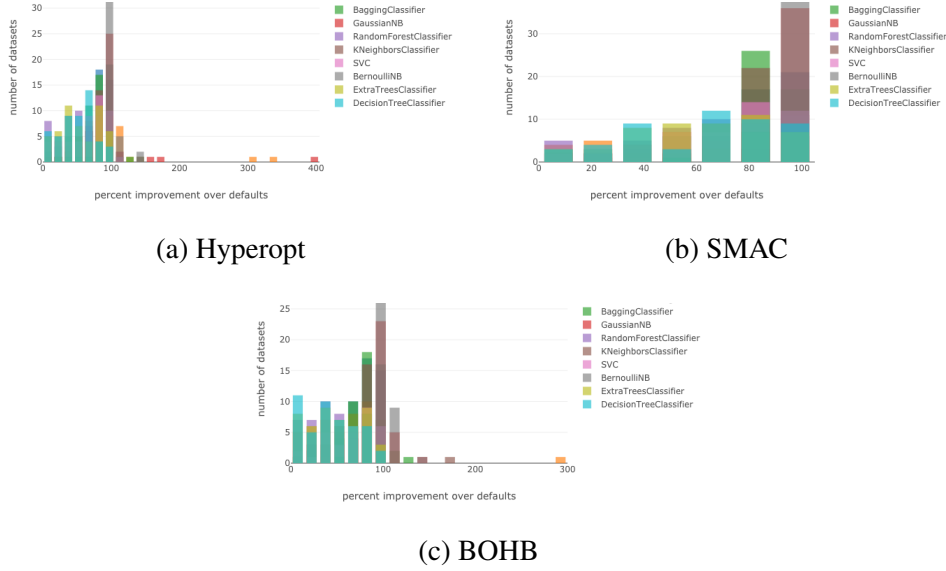 number of datasets
30
25
20
15
10
5
0
0
100
200
300
400
percent improvement over defaults
BaggingClassifier
GaussianNB
RandomForestClassifier
KNeighborsClassifier
SVC
BernoulliNB
ExtraTreesClassifier
DecisionTreeClassifier
(a) Hyperopt
number of datasets
30
20
10
0
0
20
40
60
80
100
percent improvement over defaults
BaggingClassifier
GaussianNB
RandomForestClassifier
KNeighborsClassifier
SVC
BernoulliNB
ExtraTreesClassifier
DecisionTreeClassifier
(b) SMAC
number of datasets
25
20
15
10
5
0
0
100
200
300
percent improvement over defaults
BaggingClassifier
GaussianNB
RandomForestClassifier
KNeighborsClassifier
SVC
BernoulliNB
ExtraTreesClassifier
DecisionTreeClassifier
(c) BOHB